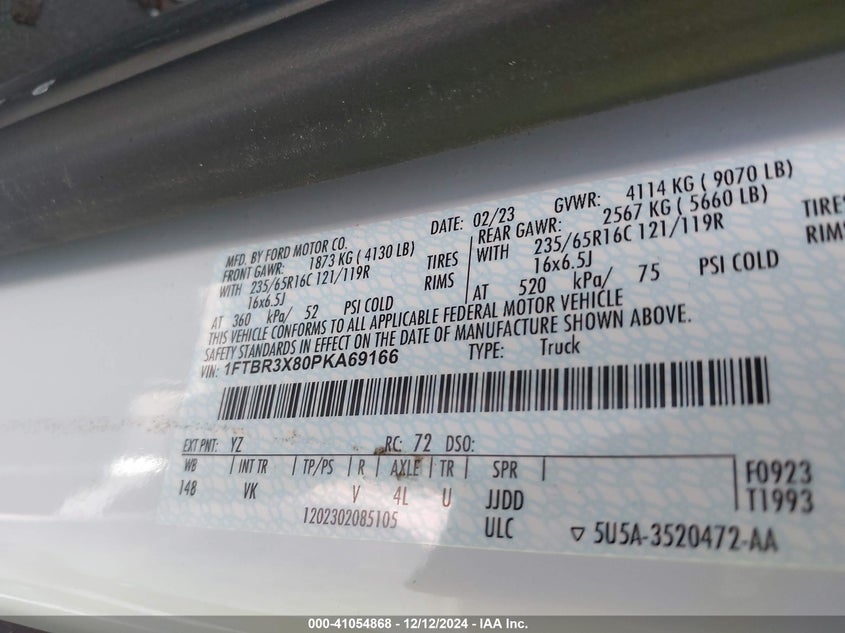 MFD. BY FORD MOTOR CO. DATE: 02/23 GVWR: 4114 KG ( 9070 LB)
FRONT GAWR: 1873 KG ( 4130 LB) REAR GAWR: 2567 KG ( 5660 LB)
WITH 235/65R16C 121/119R TIRES WITH 235/65R16C 121/119R TIRES
16x6.5J RIMS 16x6.5J RIMS
AT 360 kPa/ 52 PSI COLD AT 520 kPa/ 75 PSI COLD
THIS VEHICLE CONFORMS TO ALL APPLICABLE FEDERAL MOTOR VEHICLE
SAFETY STANDARDS IN EFFECT ON THE DATE OF MANUFACTURE SHOWN ABOVE.
VIN: 1FTBR3X80PKA69166 TYPE: Truck
EXT PNT: YZ RC: 72 DSO:
WB INT TR TP/PS R AXLE TR SPR F0923
148 VK V 4L U JJDD T1993
1202302085105 ULC 5U5A-3520472-AA
000-41054868 - 12/12/2024 - IAA Inc.